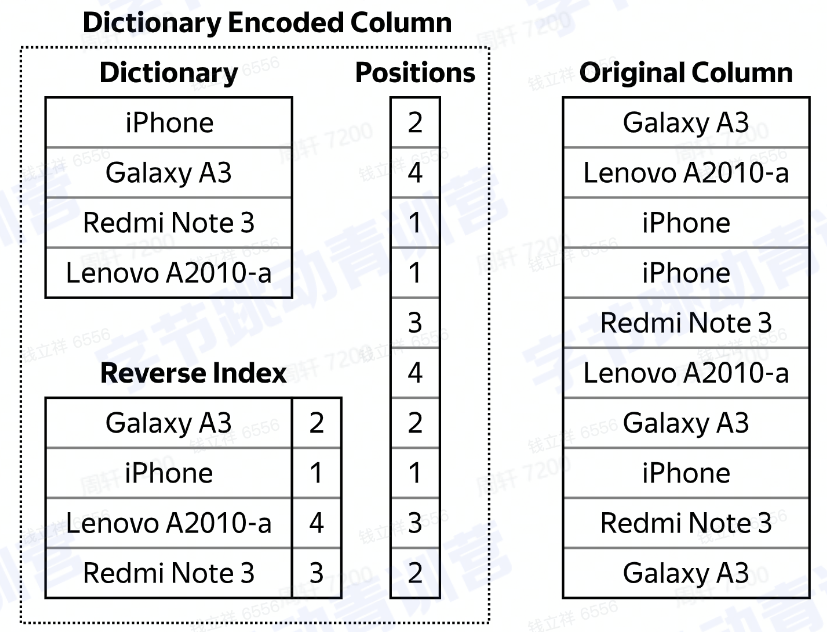 Dictionary Encoded Column
Dictionary
iPhone
Galaxy A3
Redmi Note 3
Lenovo A2010-a
Reverse Index
Galaxy A3 2
iPhone 1
Lenovo A2010-a 4
Redmi Note 3 3
Positions
2
4
1
1
3
4
2
1
3
2
Original Column
Galaxy A3
Lenovo A2010-a
iPhone
iPhone
Redmi Note 3
Lenovo A2010-a
Galaxy A3
iPhone
Redmi Note 3
Galaxy A3
字节跳动青训营
周轩 7200
钱立祥 6556